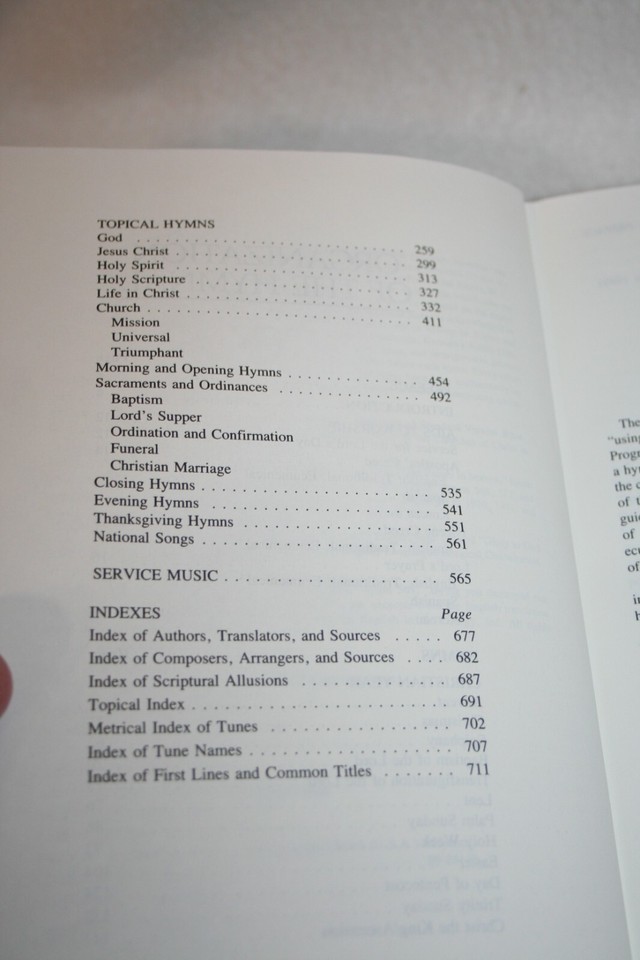 TOPICAL HYMNS
God . . . . . . . . . . . . . . . . . . . . . . . . . . . 259
Jesus Christ . . . . . . . . . . . . . . . . . . . . . . . 299
Holy Spirit . . . . . . . . . . . . . . . . . . . . . . . 313
Holy Scripture . . . . . . . . . . . . . . . . . . . . . . 327
Life in Christ . . . . . . . . . . . . . . . . . . . . . . 332
Church . . . . . . . . . . . . . . . . . . . . . . . . . . 411
Mission
Universal
Triumphant
Morning and Opening Hymns . . . . . . . . . . . . . 454
Sacraments and Ordinances . . . . . . . . . . . . . . 492
Baptism
Lord's Supper
Ordination and Confirmation
Funeral
Christian Marriage
Closing Hymns . . . . . . . . . . . . . . . . . . . . . . 535
Evening Hymns . . . . . . . . . . . . . . . . . . . . . 541
Thanksgiving Hymns . . . . . . . . . . . . . . . . . . 551
National Songs . . . . . . . . . . . . . . . . . . . . . . 561
SERVICE MUSIC . . . . . . . . . . . . . . . . . . . . 565
INDEXES Page
Index of Authors, Translators, and Sources . . . . . 677
Index of Composers, Arrangers, and Sources . . . . 682
Index of Scriptural Allusions . . . . . . . . . . . . . 687
Topical Index . . . . . . . . . . . . . . . . . . . . . . . 691
Metrical Index of Tunes . . . . . . . . . . . . . . . . 702
Index of Tune Names . . . . . . . . . . . . . . . . . . 707
Index of First Lines and Common Titles . . . . . . . 711
The
a
the
of
of
of